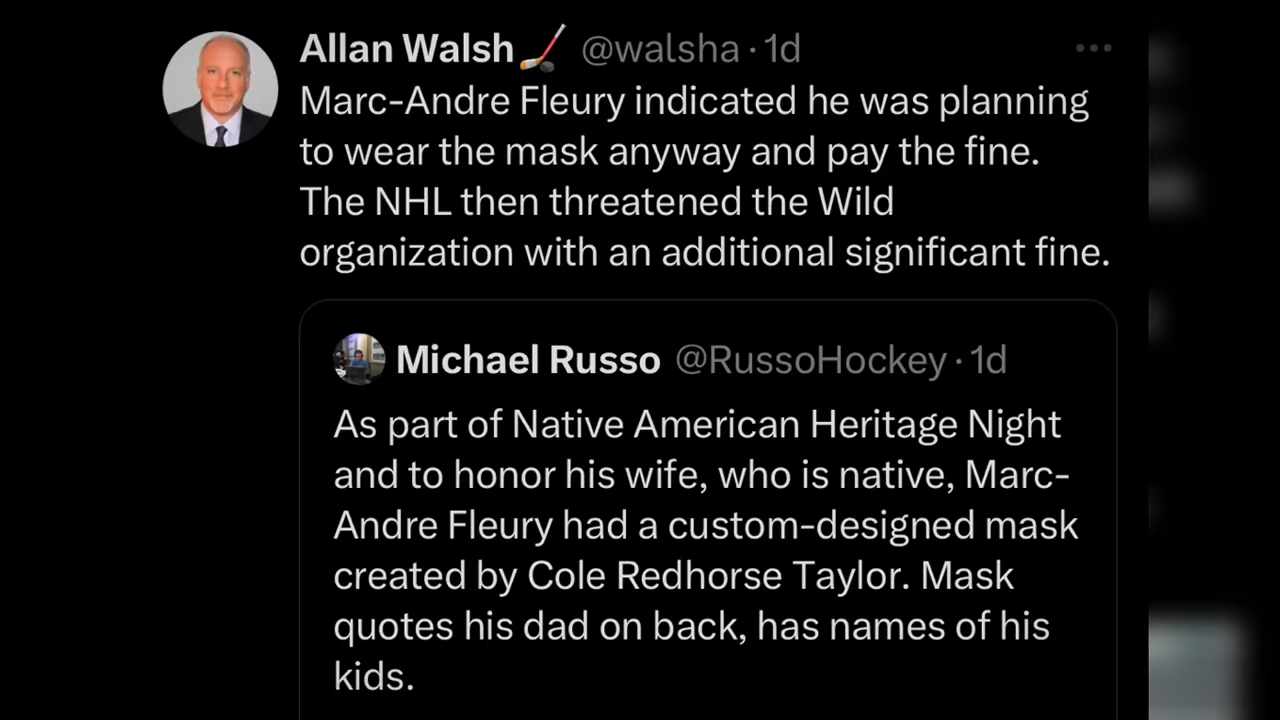 Allan Walsh🏒 @walsha · 1d
Marc-Andre Fleury indicated he was planning
to wear the mask anyway and pay the fine.
The NHL then threatened the Wild
organization with an additional significant fine.
Michael Russo @RussoHockey · 1d
As part of Native American Heritage Night
and to honor his wife, who is native, Marc-
Andre Fleury had a custom-designed mask
created by Cole Redhorse Taylor. Mask
quotes his dad on back, has names of his
kids.